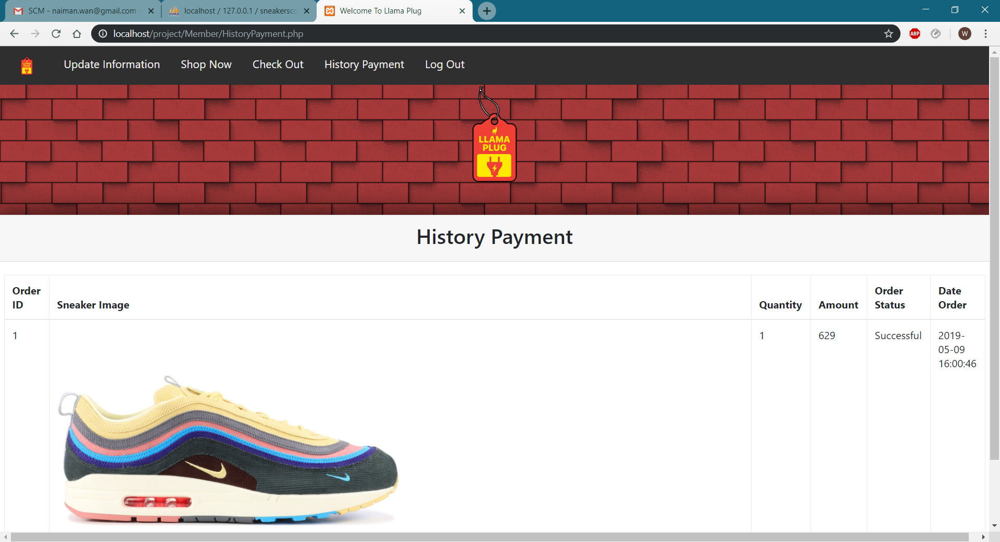 SCM - naiman.wan@gmail.com -
localhost / 127.0.0.1 / sneakersco
Welcome To Llama Plug
localhost/project/Member/HistoryPayment.php
ABP
W
Update Information
Shop Now
Check Out
History Payment
Log Out
LLAMA
PLUG
History Payment
Order
ID
Sneaker Image
Quantity
Amount
Order
Status
Date
Order
1
1
629
Successful
2019-
05-09
16:00:46